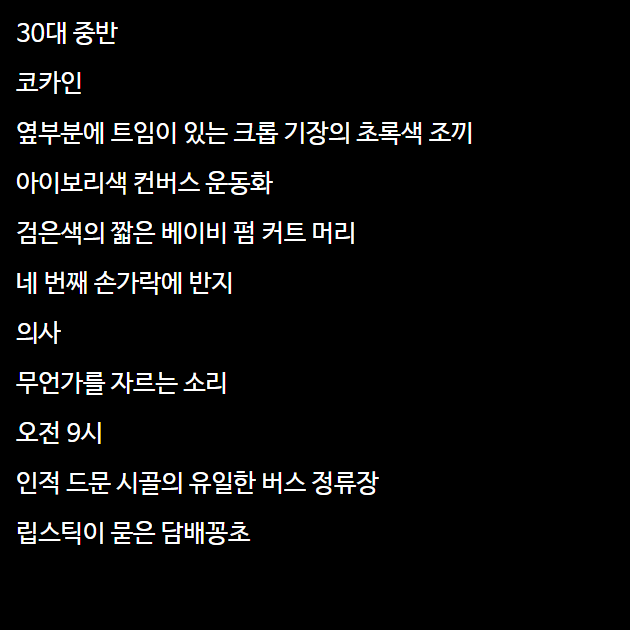 30대 중반
코카인
옆부분에 트임이 있는 크롭 기장의 초록색 조끼
아이보리색 컨버스 운동화
검은색의 짧은 베이비 펌 커트 머리
네 번째 손가락에 반지
의사
무언가를 자르는 소리
오전 9시
인적 드문 시골의 유일한 버스 정류장
립스틱이 묻은 담배꽁초